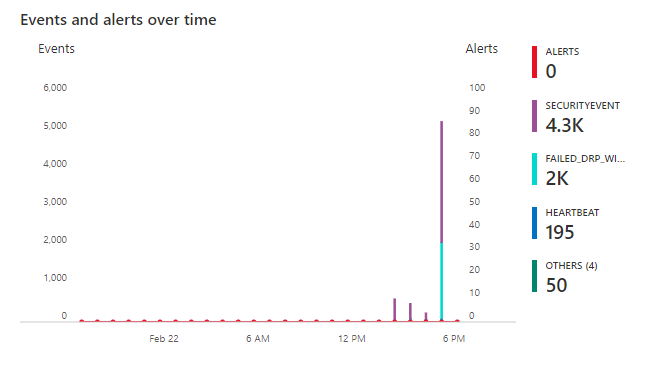 Events and alerts over time
Events
Alerts
6,000
5,000
4,000
3,000
2,000
1,000
0
100
90
80
70
60
50
40
30
20
10
0
Feb 22
6 AM
12 PM
6 PM
ALERTS
0
SECURITYEVENT
4.3K
FAILED_DRP_WI...
2K
HEARTBEAT
195
OTHERS (4)
50